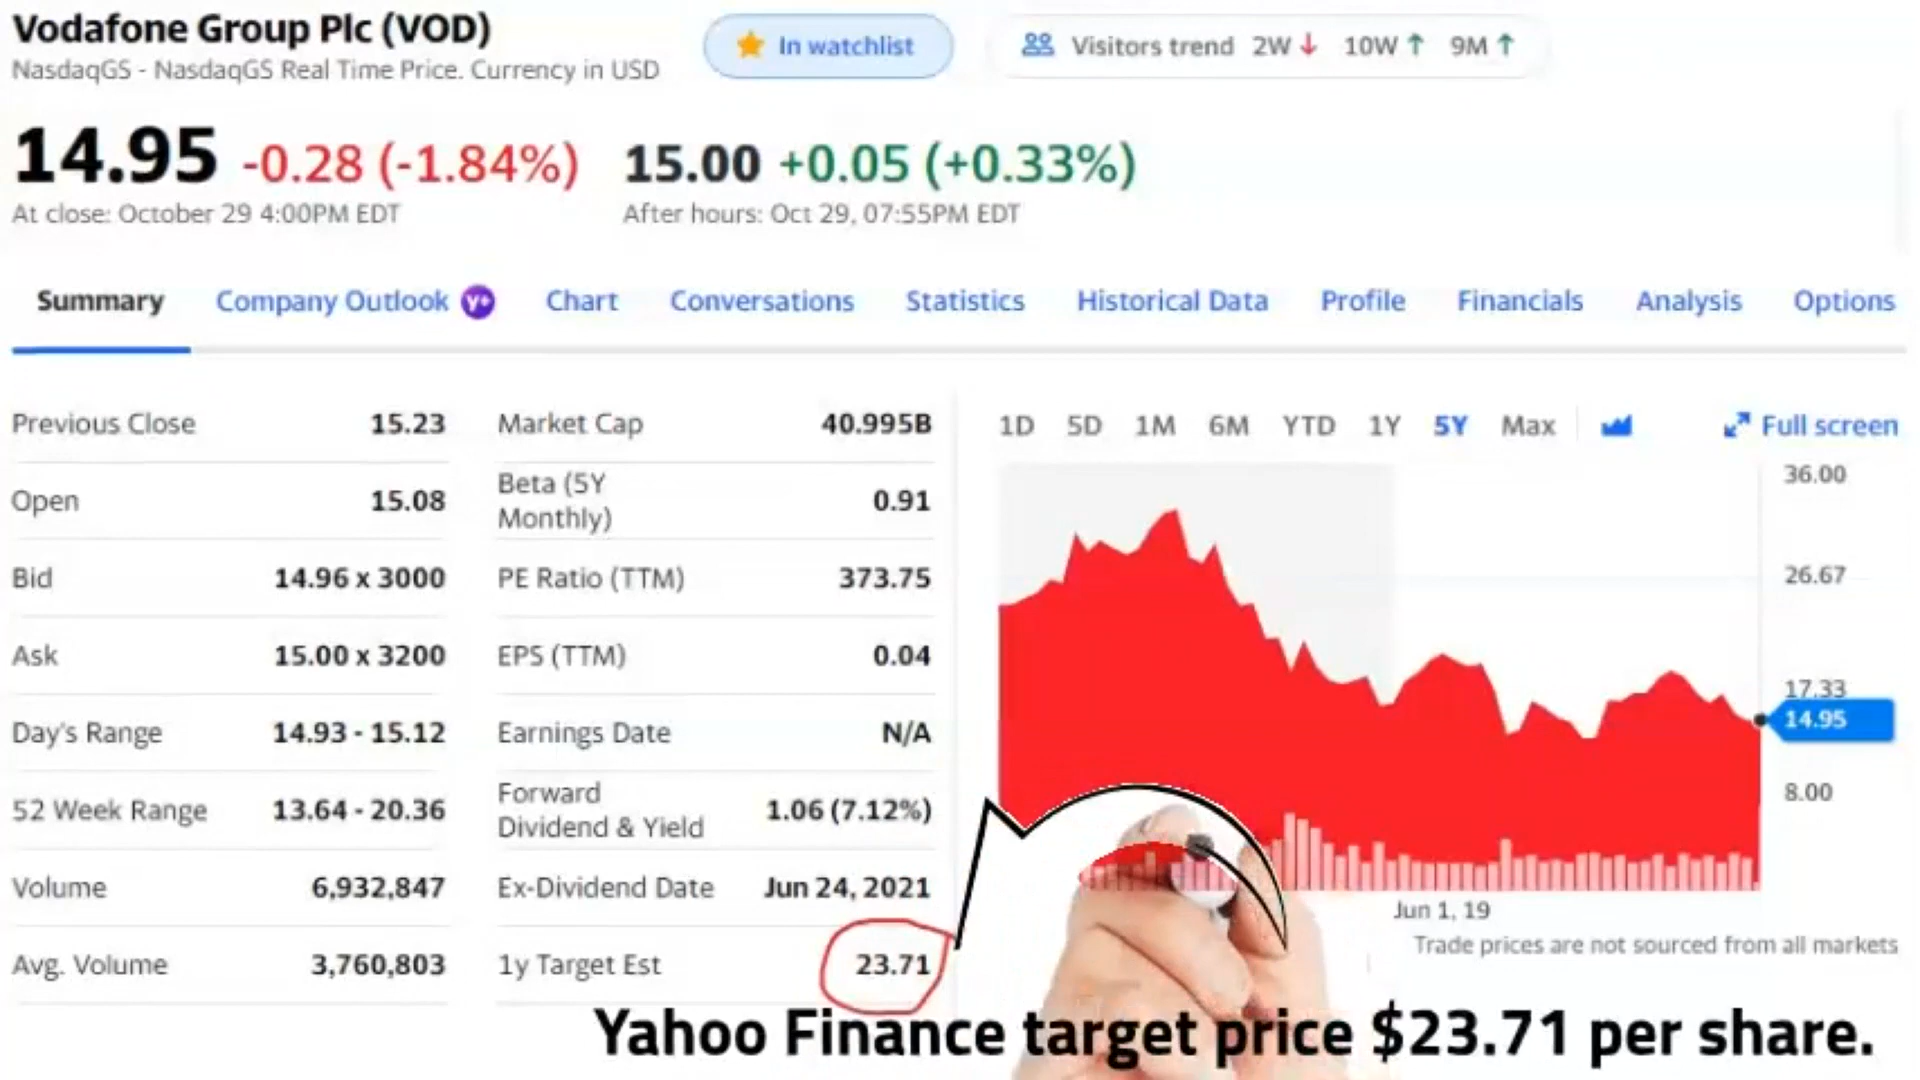 Vodafone Group Plc (VOD)
NasdaqGS - NasdaqGS Real Time Price. Currency in USD
In watchlist
Visitors trend 2W↓ 10W↑ 9M↑
14.95 -0.28 (-1.84%) 15.00 +0.05 (+0.33%)
At close: October 29 4:00PM EDT After hours: Oct 29, 07:55PM EDT
Summary Company Outlook y+ Chart Conversations Statistics Historical Data Profile Financials Analysis Options
Previous Close 15.23
Open 15.08
Bid 14.96 x 3000
Ask 15.00 x 3200
Day's Range 14.93 - 15.12
52 Week Range 13.64 - 20.36
Volume 6,932,847
Avg. Volume 3,760,803
Market Cap 40.995B
Beta (5Y
Monthly) 0.91
PE Ratio (TTM) 373.75
EPS (TTM) 0.04
Earnings Date N/A
Forward
Dividend & Yield 1.06 (7.12%)
Ex-Dividend Date Jun 24, 2021
1y Target Est 23.71
1D 5D 1M 6M YTD 1Y 5Y Max Full screen
36.00
26.67
17.33
14.95
8.00
Jun 1, 19
Trade prices are not sourced from all markets
Yahoo Finance target price $23.71 per share.